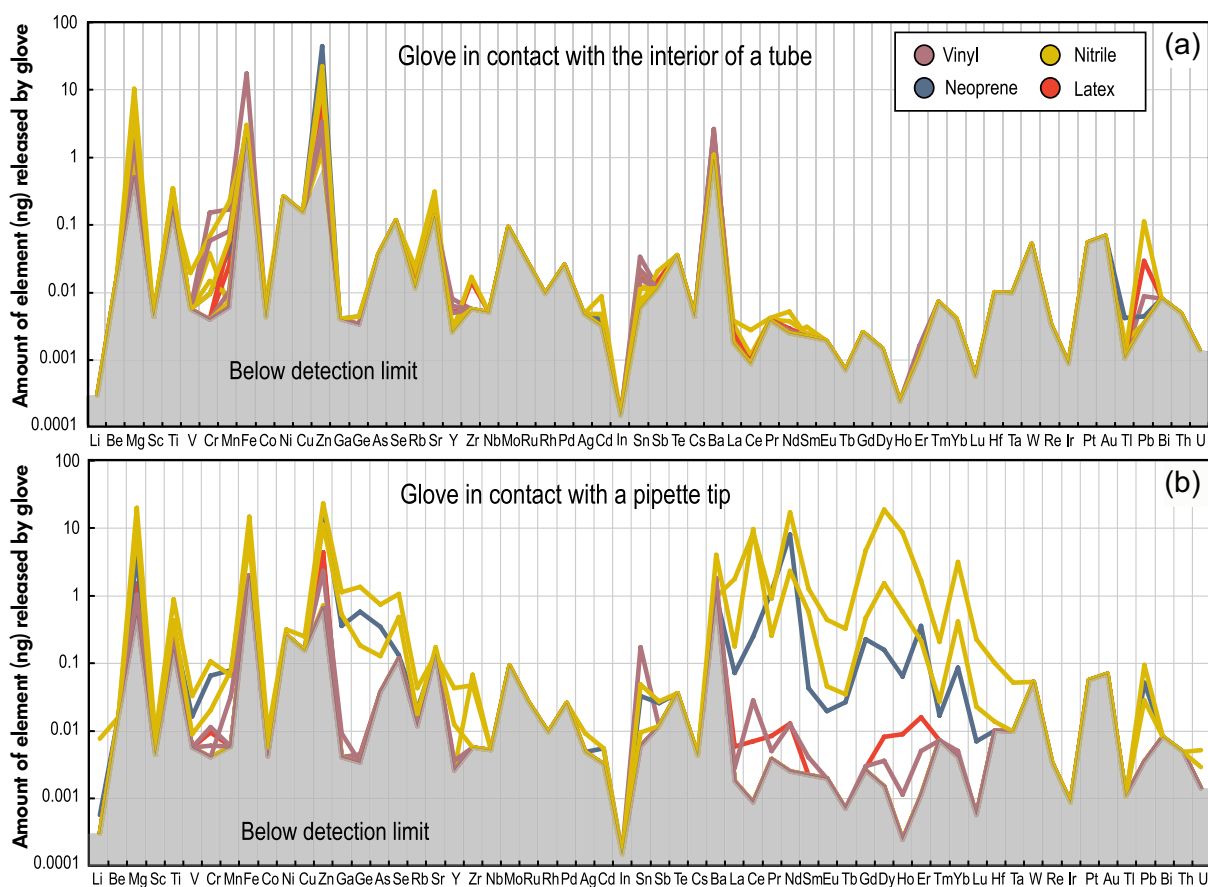 100
10
1
0.1
0.01
0.001
0.0001
Amount of element (ng) released by glove
Glove in contact with the interior of a tube
(a)
Vinyl
Nitrile
Neoprene
Latex
Below detection limit
Li Be Mg Sc Ti V Cr Mn Fe Co Ni Cu Zn Ga Ge As Se Rb Sr Y Zr Nb Mo Ru Rh Pd Ag Cd In Sn Sb Te Cs Ba La Ce Pr Nd Sm Eu Tb Gd Dy Ho Er Tm Yb Lu Hf Ta W Re Ir Pt Au Tl Pb Bi Th U
100
10
1
0.1
0.01
0.001
0.0001
Amount of element (ng) released by glove
Glove in contact with a pipette tip
(b)
Below detection limit
Li Be Mg Sc Ti V Cr Mn Fe Co Ni Cu Zn Ga Ge As Se Rb Sr Y Zr Nb Mo Ru Rh Pd Ag Cd In Sn Sb Te Cs Ba La Ce Pr Nd Sm Eu Tb Gd Dy Ho Er Tm Yb Lu Hf Ta W Re Ir Pt Au Tl Pb Bi Th U